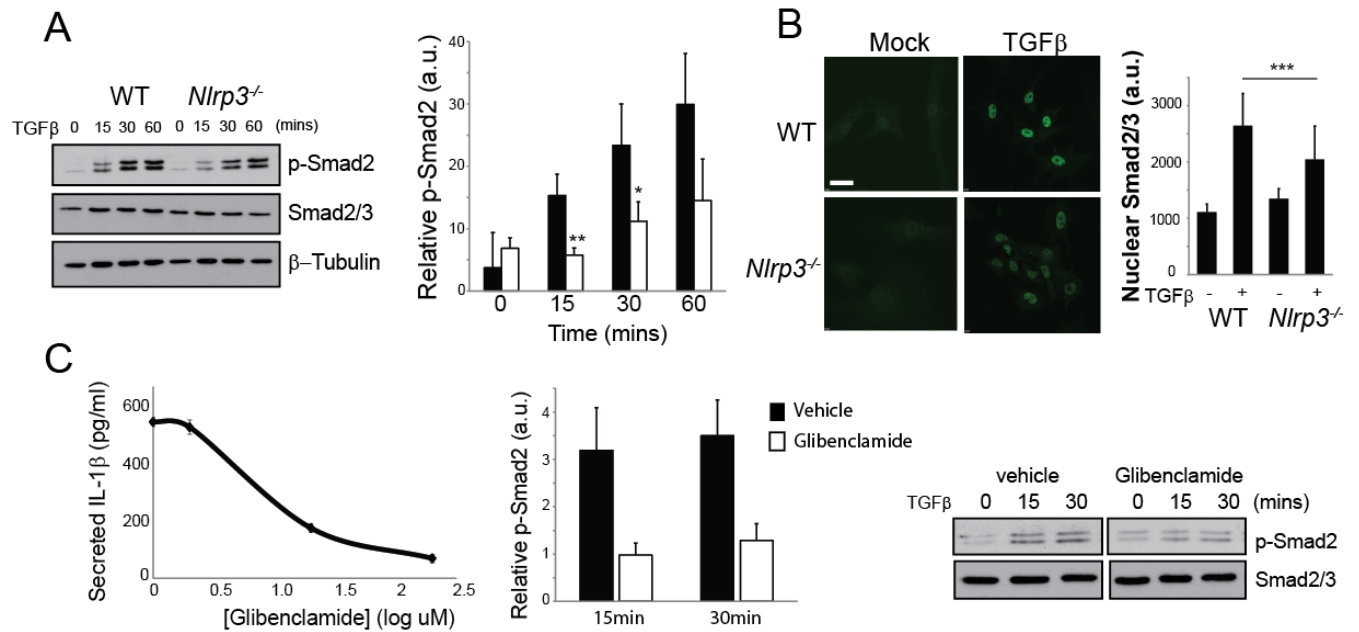 A
WT Nlrp3-/-
TGFβ 0 15 30 60 0 15 30 60 (mins)
p-Smad2
Smad2/3
β–Tubulin
Relative p-Smad2 (a.u.)
40
30
20
10
0
**
*
0 15 30 60
Time (mins)
B
Mock TGFβ
WT
Nlrp3-/-
Nuclear Smad2/3 (a.u.)
***
3000
2000
1000
0
TGFβ - + - +
WT Nlrp3-/-
C
Secreted IL-1β (pg/ml)
600
400
200
0
0 0.5 1.0 1.5 2 2.5
[Glibenclamide] (log uM)
Relative p-Smad2 (a.u.)
4
3
2
1
0
15min 30min
Vehicle
Glibenclamide
vehicle Glibenclamide
TGFβ 0 15 30 0 15 30 (mins)
p-Smad2
Smad2/3